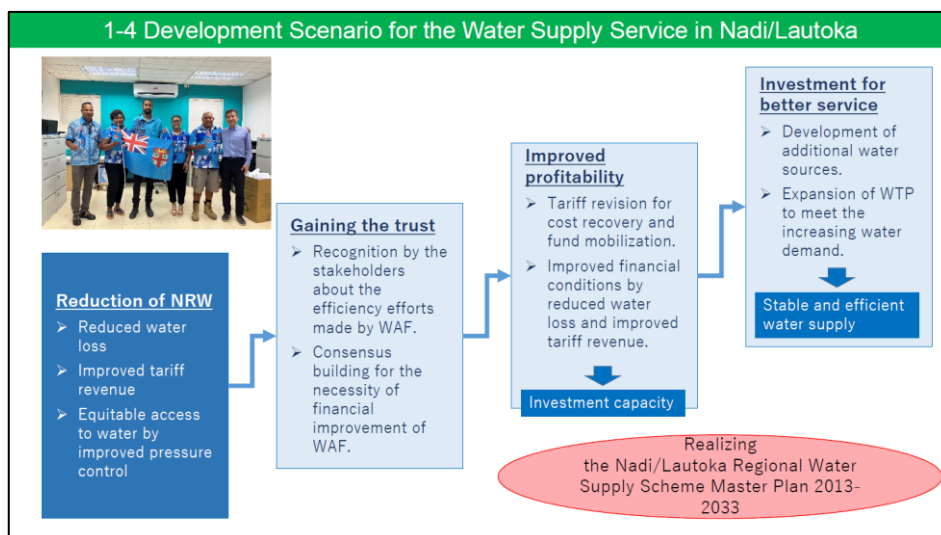 1-4 Development Scenario for the Water Supply Service in Nadi/Lautoka
Reduction of NRW
➢ Reduced water
loss
➢ Improved tariff
revenue
➢ Equitable access
to water by
improved pressure
control
Gaining the trust
➢ Recognition by the
stakeholders
about the
efficiency efforts
made by WAF.
➢ Consensus
building for the
necessity of
financial
improvement of
WAF.
Improved
profitability
➢ Tariff revision for
cost recovery and
fund mobilization.
➢ Improved financial
conditions by
reduced water
loss and improved
tariff revenue.
Investment capacity
Investment for
better service
➢ Development of
additional water
sources.
➢ Expansion of WTP
to meet the
increasing water
demand.
Stable and efficient
water supply
Realizing
the Nadi/Lautoka Regional Water
Supply Scheme Master Plan 2013-
2033